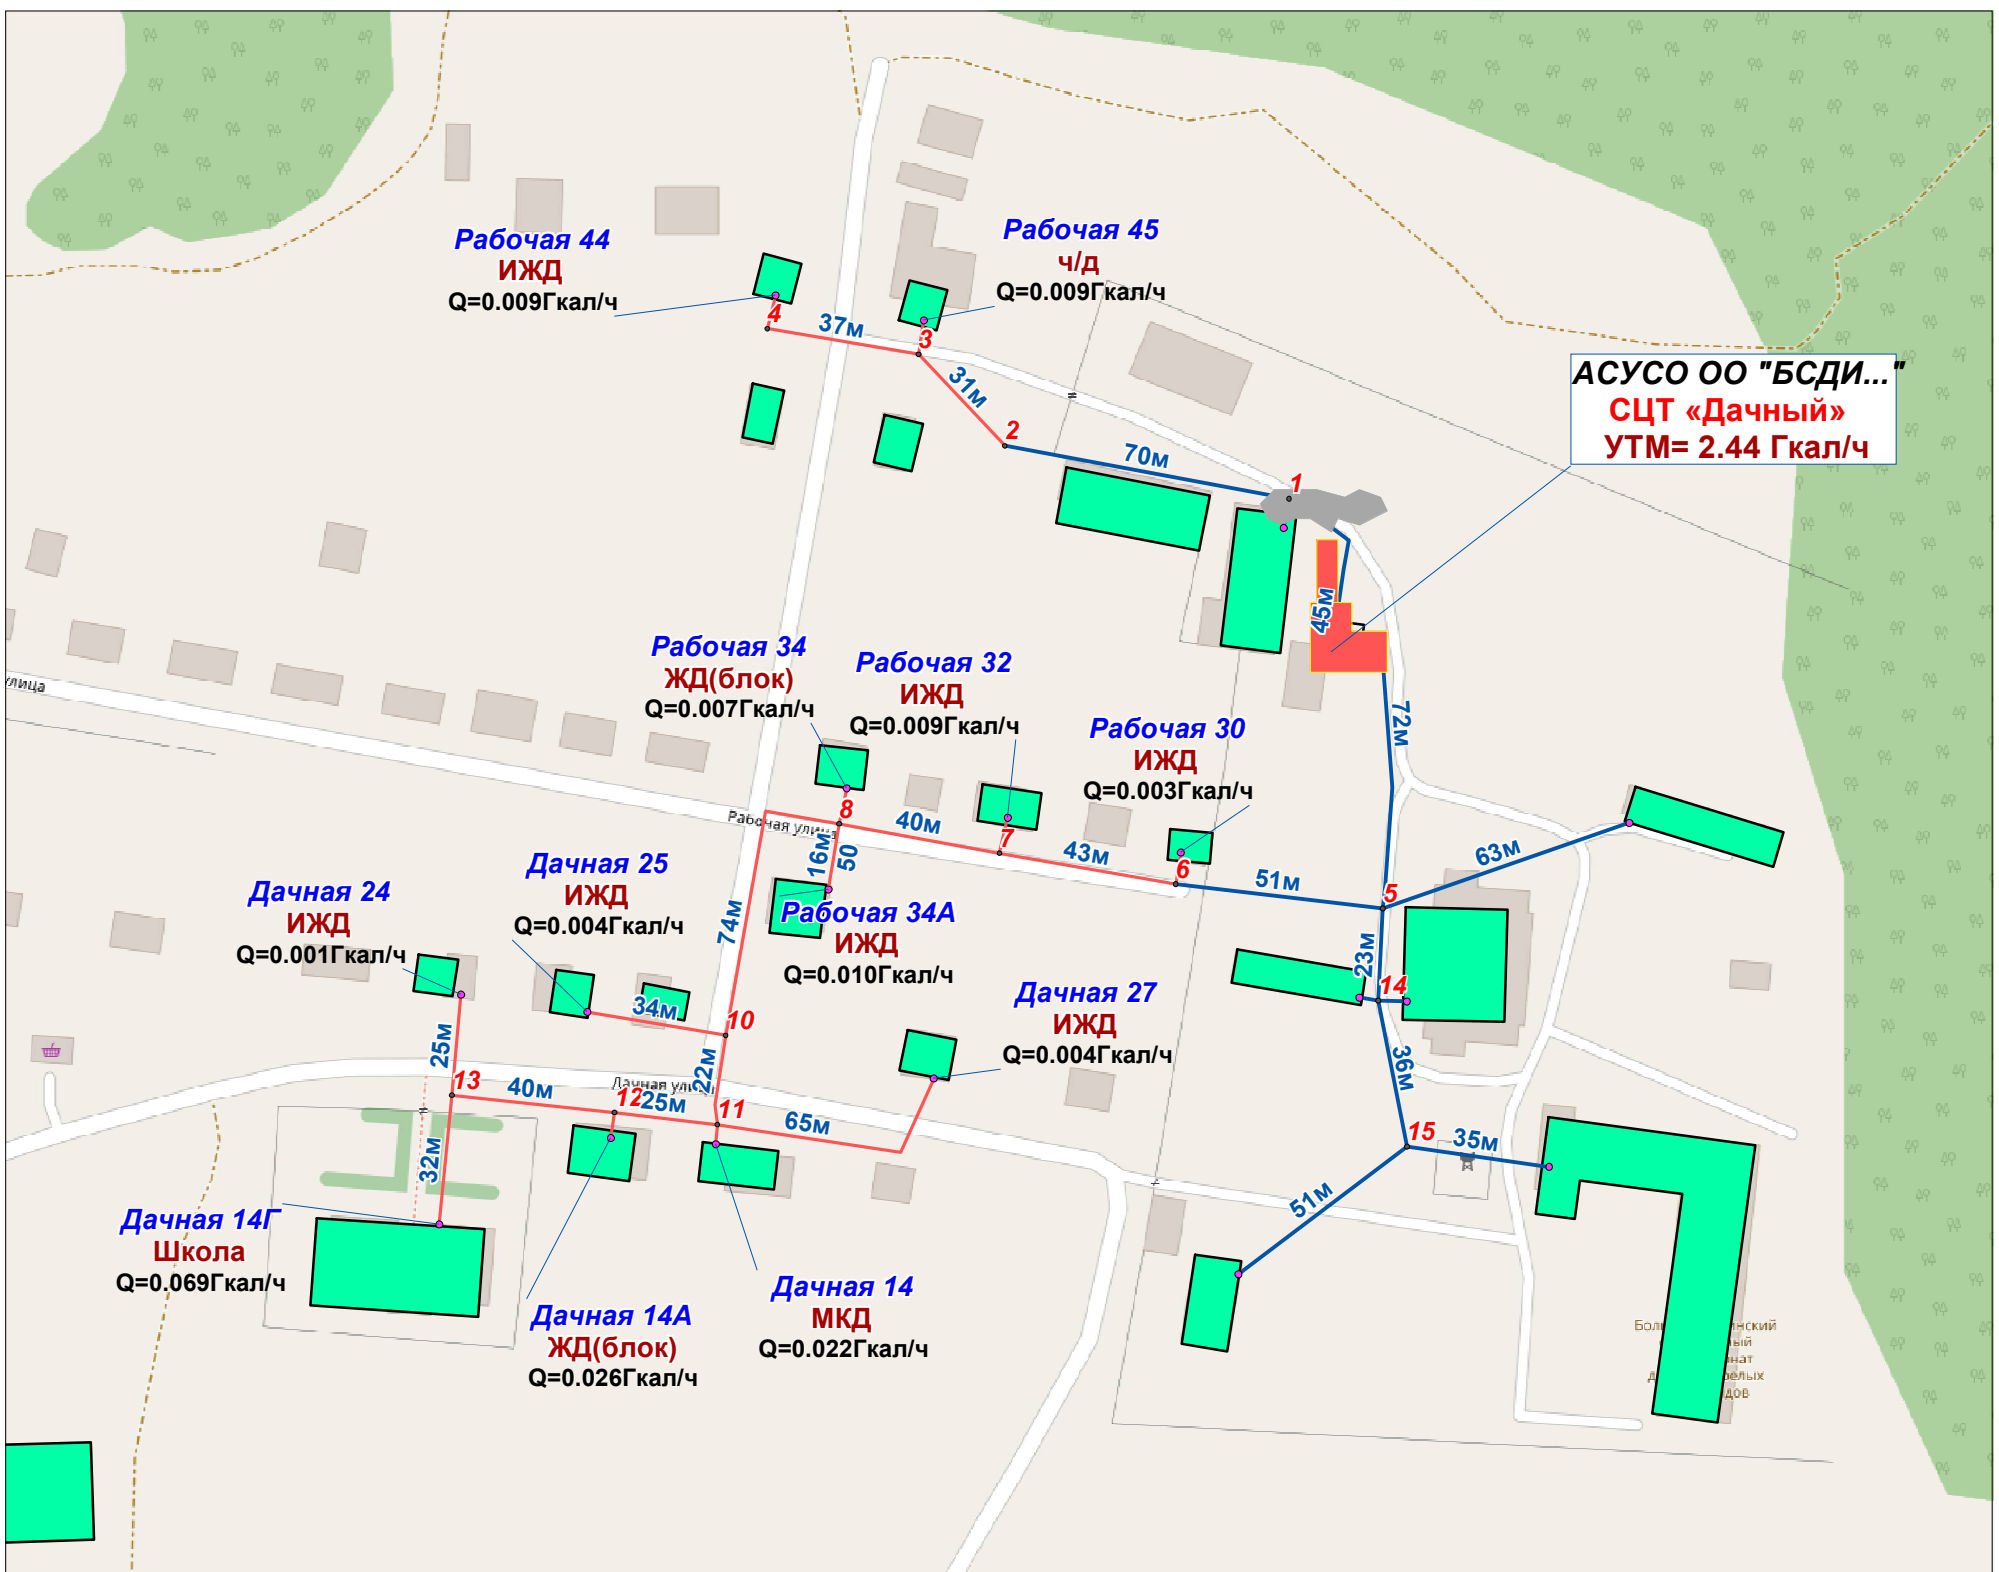 Рабочая 44
ИЖД
Q=0.009Гкал/ч
Рабочая 45
ч/д
Q=0.009Гкал/ч
4
37м
3
31м
2
70м
1
АСУСО ОО "БСДИ..."
СЦТ «Дачный»
УТМ= 2.44 Гкал/ч
45м
72м
улица
Рабочая 34
ЖД(блок)
Q=0.007Гкал/ч
Рабочая 32
ИЖД
Q=0.009Гкал/ч
Рабочая 30
ИЖД
Q=0.003Гкал/ч
Рабочая улица
8
40м
7
43м
6
51м
5
63м
16м
50
74м
Дачная 24
ИЖД
Q=0.001Гкал/ч
Дачная 25
ИЖД
Q=0.004Гкал/ч
Рабочая 34А
ИЖД
Q=0.010Гкал/ч
Дачная 27
ИЖД
Q=0.004Гкал/ч
23м
14
34м
10
25м
22м
36м
13
40м
Дачная улица
12
25м
11
65м
32м
15
35м
51м
Дачная 14Г
Школа
Q=0.069Гкал/ч
Дачная 14А
ЖД(блок)
Q=0.026Гкал/ч
Дачная 14
МКД
Q=0.022Гкал/ч